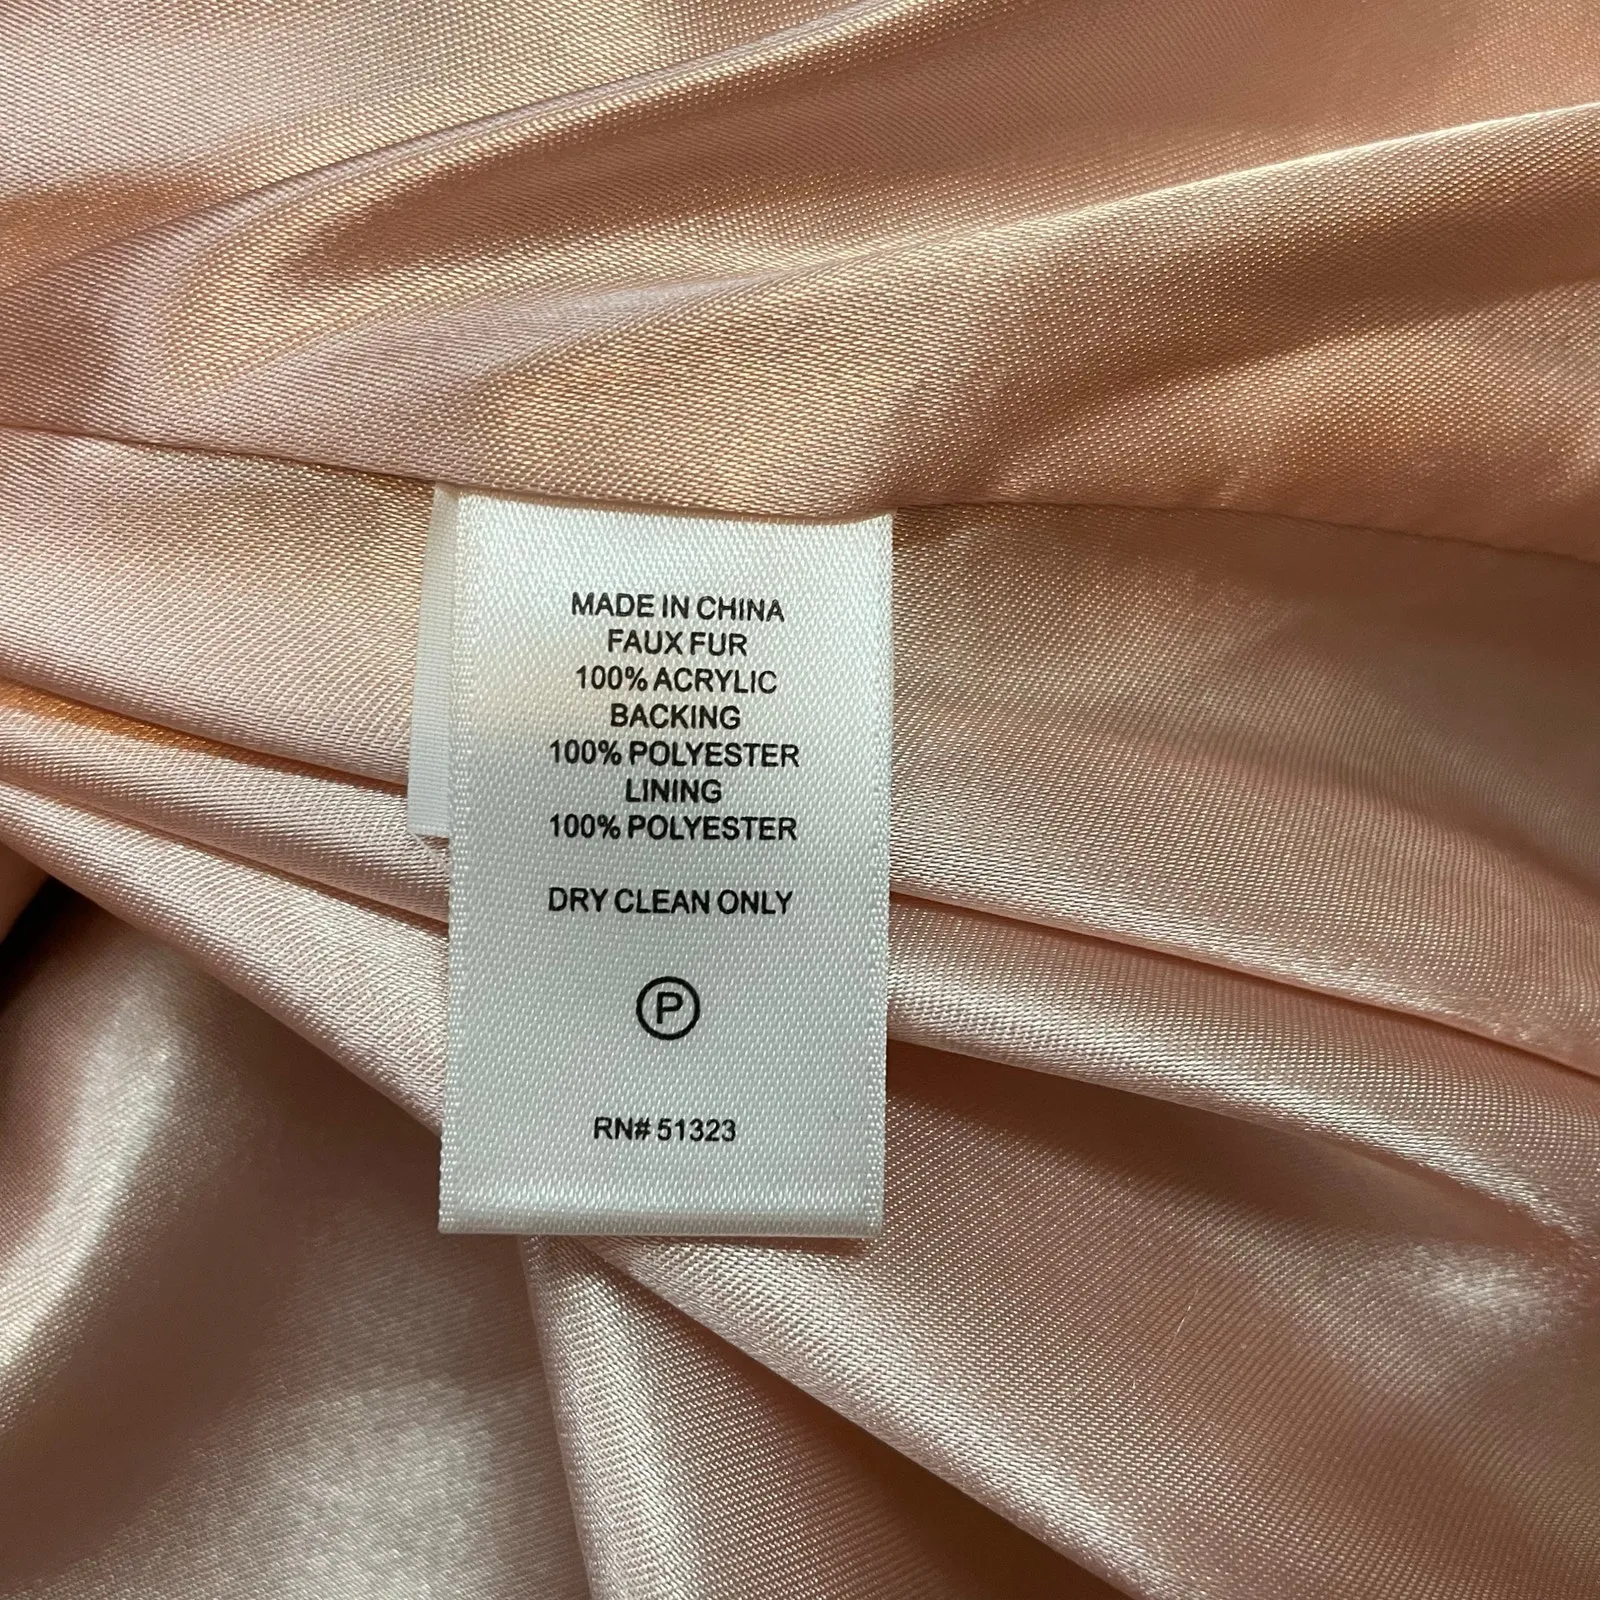 MADE IN CHINA
FAUX FUR
100% ACRYLIC
BACKING
100% POLYESTER
LINING
100% POLYESTER
DRY CLEAN ONLY
P
RN# 51323